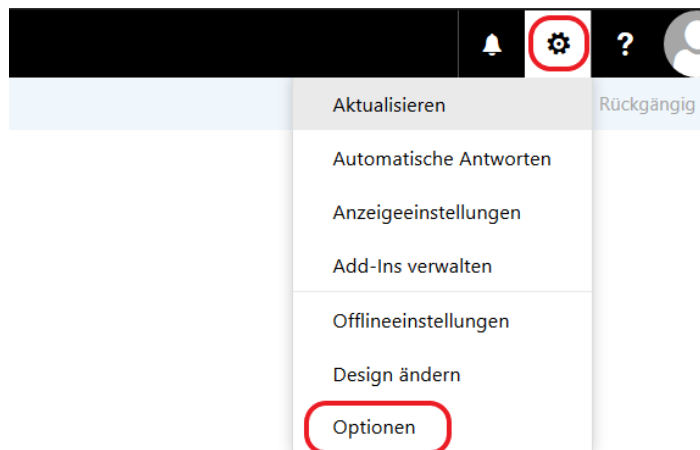 ?
Aktualisieren
Rückgängig
Automatische Antworten
Anzeigeeinstellungen
Add-Ins verwalten
Offlineeinstellungen
Design ändern
Optionen